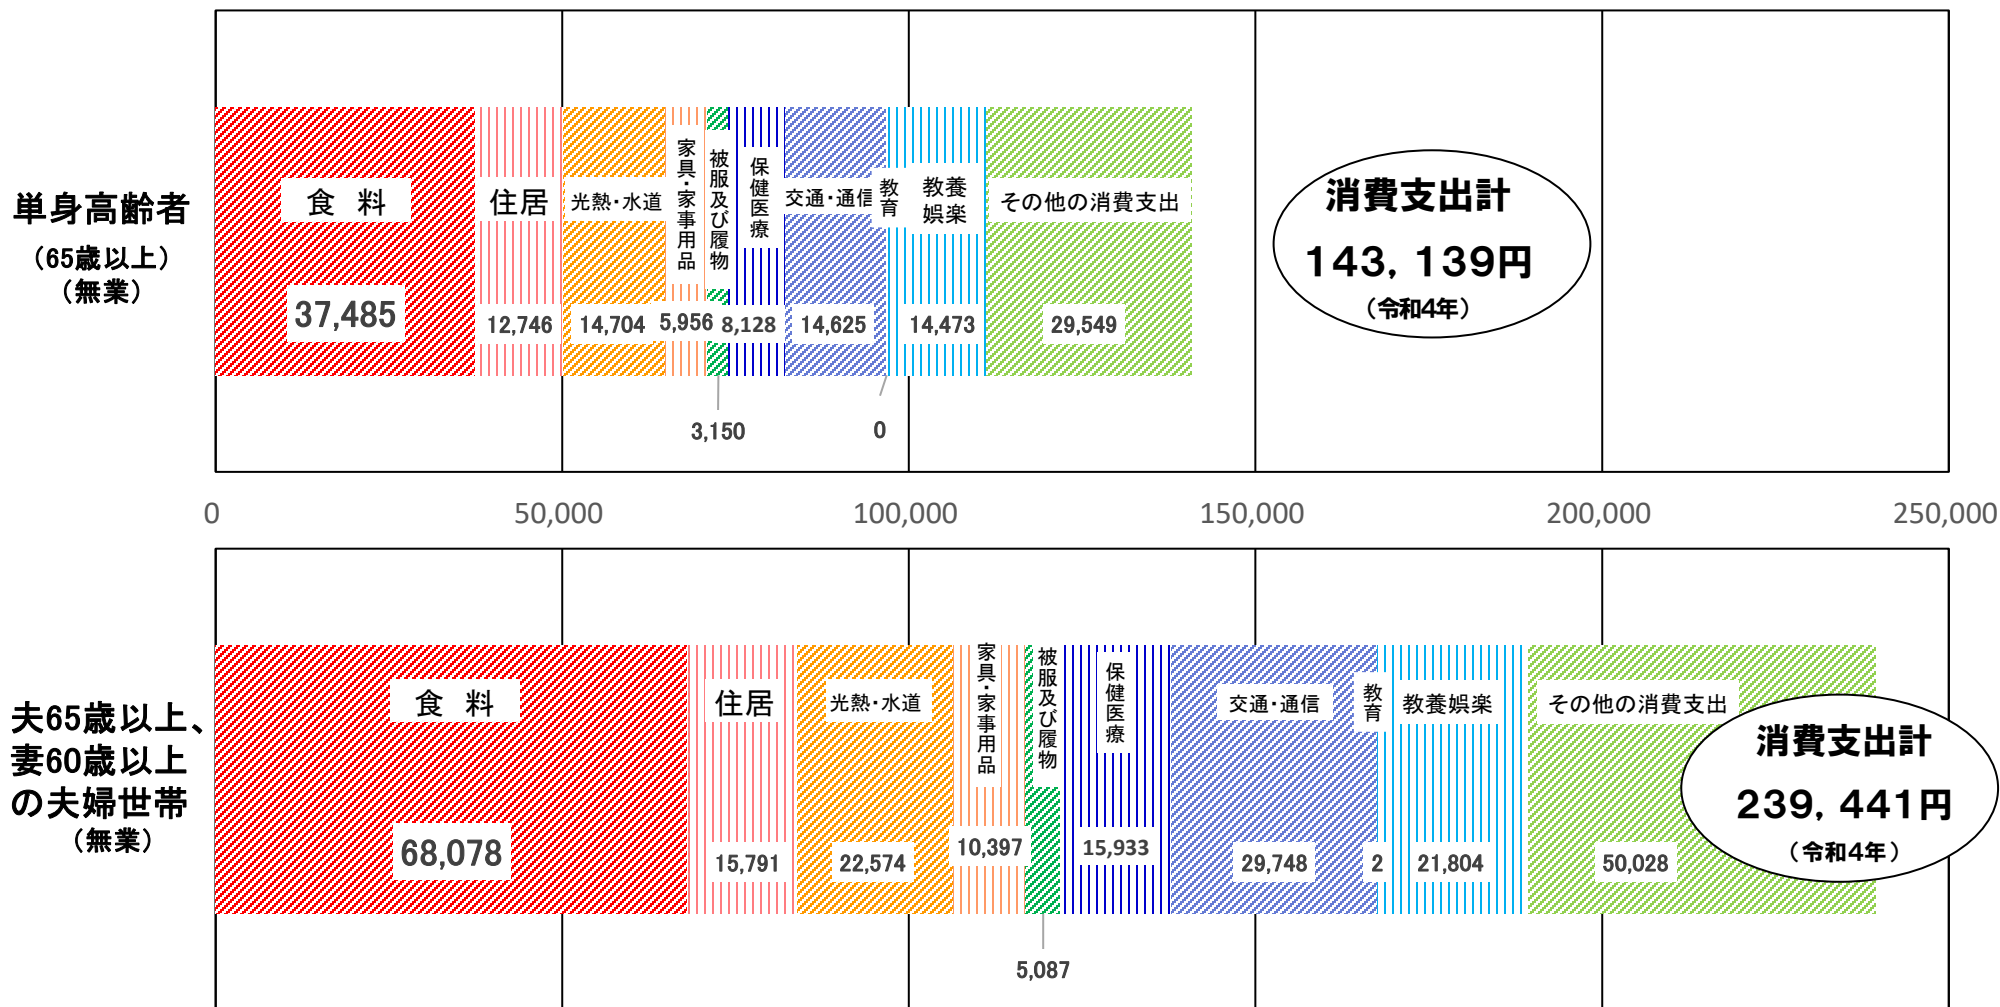 単身高齢者
（65歳以上）
（無業）
食　料
住居
光熱・水道
家具・家事用品
被服及び履物
保健医療
交通・通信
教育
教養
娯楽
その他の消費支出
37,485
12,746
14,704
5,956
8,128
14,625
14,473
29,549
3,150
0
消費支出計
143，139円
（令和4年）
0
50,000
100,000
150,000
200,000
250,000
夫65歳以上、
妻60歳以上
の夫婦世帯
（無業）
食　料
住居
光熱・水道
家具・家事用品
被服及び履物
保健医療
交通・通信
教育
教養娯楽
その他の消費支出
68,078
15,791
22,574
10,397
15,933
29,748
2
21,804
50,028
5,087
消費支出計
239，441円
（令和4年）